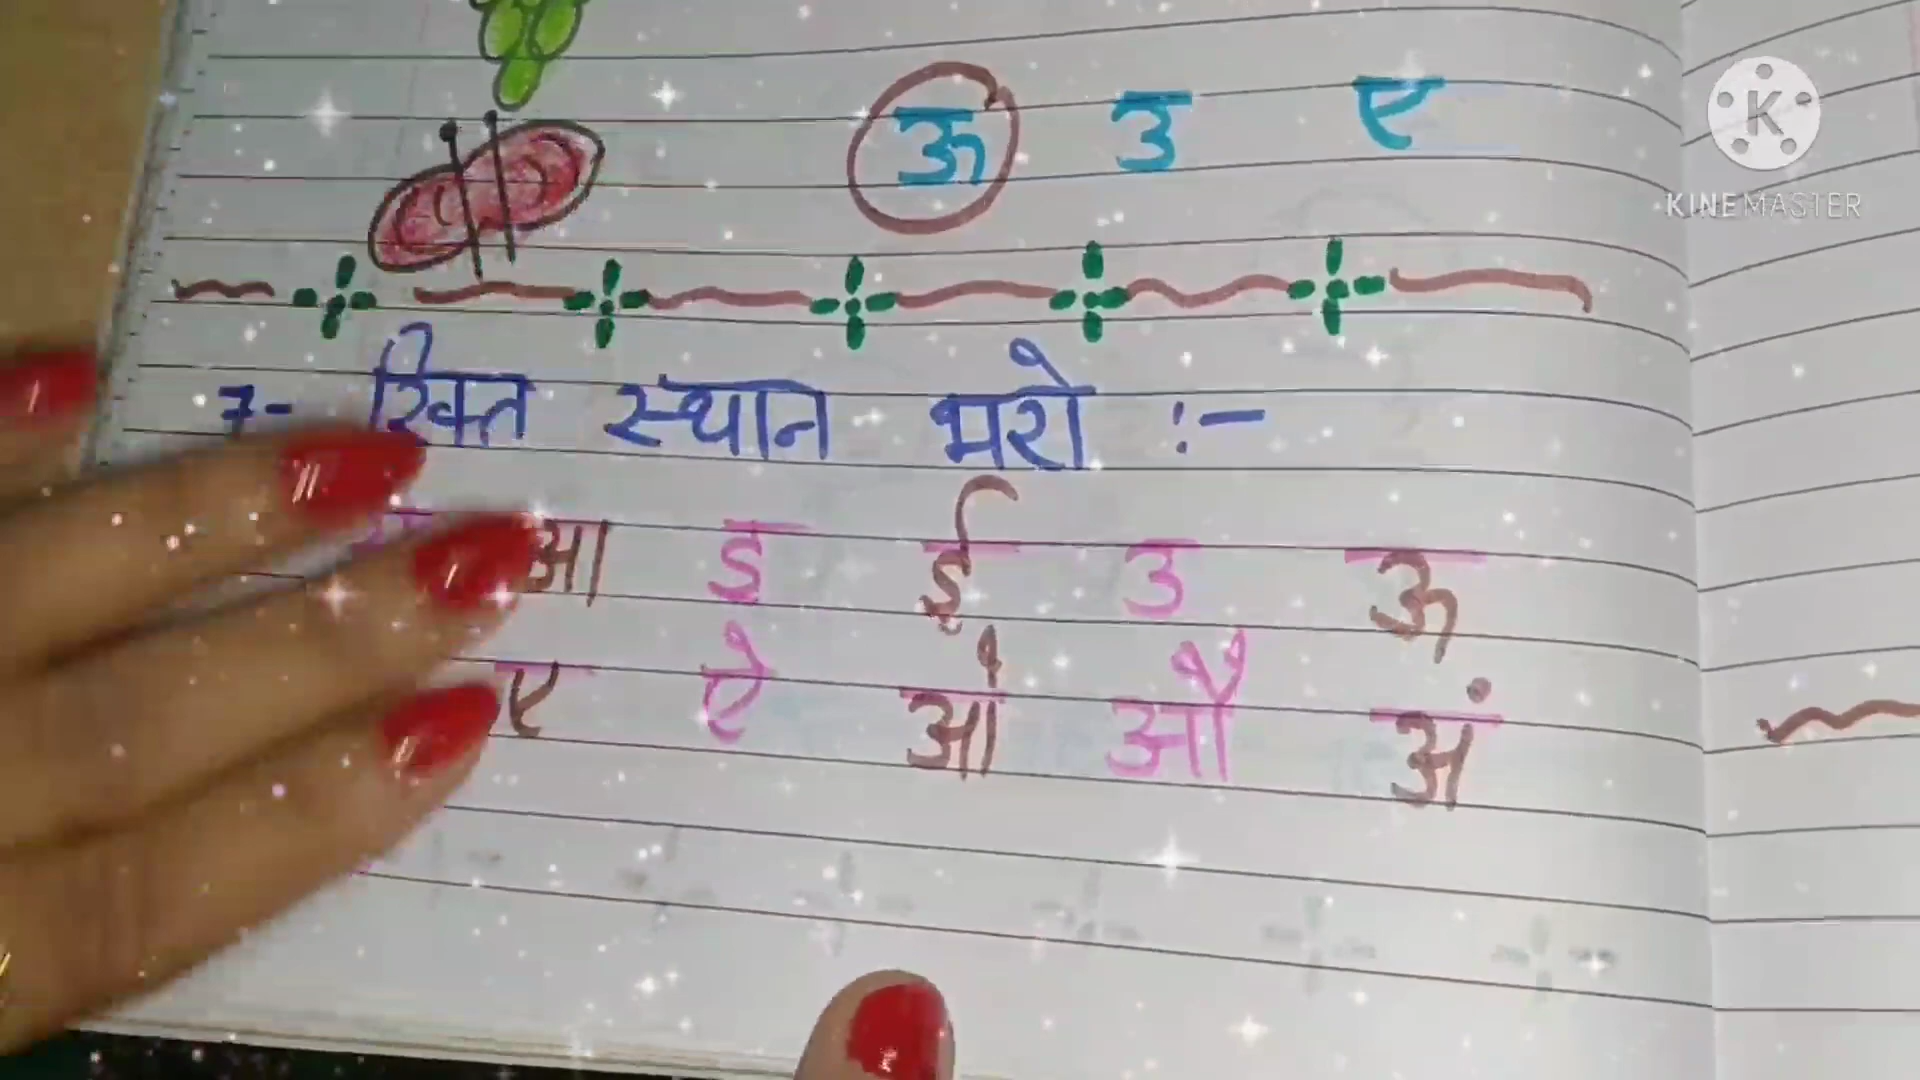 ऊ उ ए
KINEMASTER
7- रिक्त स्थान भरो :-
आ इ ई उ ऊ
ए ऐ ओ औ अं